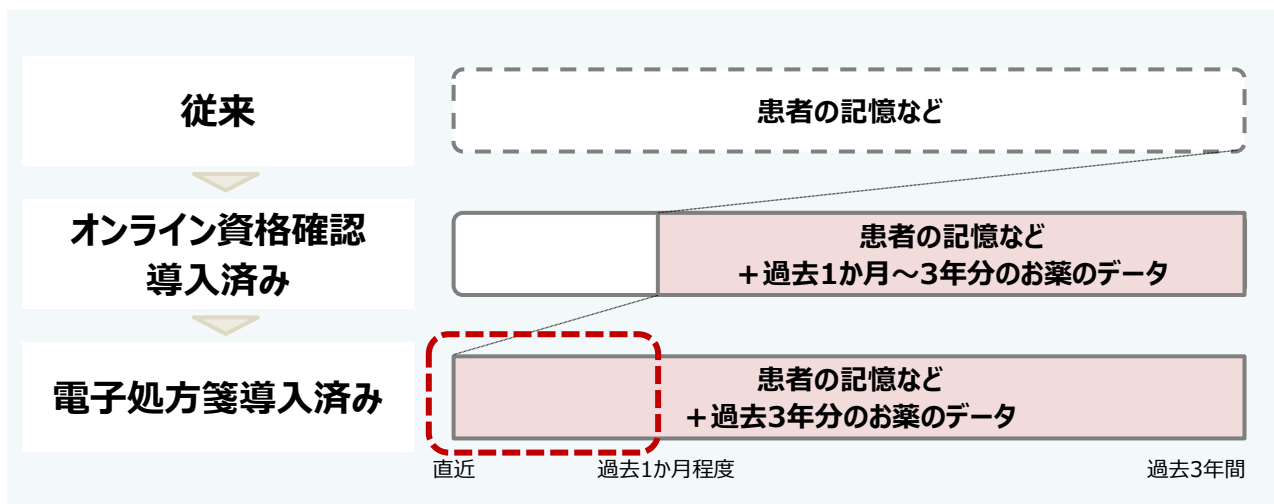 従来
患者の記憶など
オンライン資格確認
導入済み
患者の記憶など
＋過去1か月～3年分のお薬のデータ
電子処方箋導入済み
患者の記憶など
＋過去3年分のお薬のデータ
直近
過去1か月程度
過去3年間